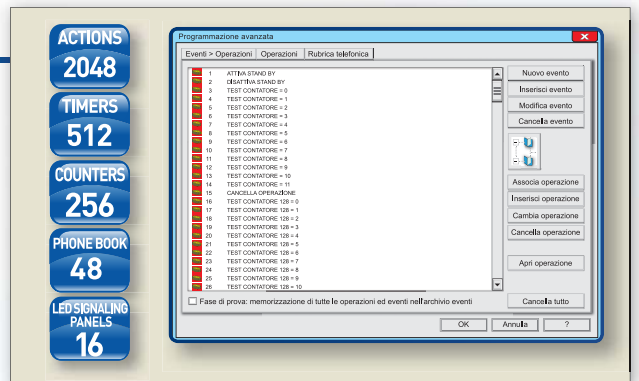 ACTIONS
2048
TIMERS
512
COUNTERS
256
PHONE BOOK
48
LED SIGNALING
PANELS
16
Programmazione avanzata
Eventi > Operazioni Operazioni Rubrica telefonica
1 ATTIVA STAND BY
2 DISATTIVA STAND BY
3 TEST CONTATORE = 0
4 TEST CONTATORE = 1
5 TEST CONTATORE = 2
6 TEST CONTATORE = 3
7 TEST CONTATORE = 4
8 TEST CONTATORE = 5
9 TEST CONTATORE = 6
10 TEST CONTATORE = 7
11 TEST CONTATORE = 8
12 TEST CONTATORE = 9
13 TEST CONTATORE = 10
14 TEST CONTATORE = 11
15 CANCELLA OPERAZIONE
16 TEST CONTATORE 128 = 0
17 TEST CONTATORE 128 = 1
18 TEST CONTATORE 128 = 2
19 TEST CONTATORE 128 = 3
20 TEST CONTATORE 128 = 4
21 TEST CONTATORE 128 = 5
22 TEST CONTATORE 128 = 6
23 TEST CONTATORE 128 = 7
24 TEST CONTATORE 128 = 8
25 TEST CONTATORE 128 = 9
26 TEST CONTATORE 128 = 10
Fase di prova: memorizzazione di tutte le operazioni ed eventi nell'archivio eventi
Nuovo evento
Inserisci evento
Modifica evento
Cancella evento
Associa operazione
Inserisci operazione
Cambia operazione
Cancella operazione
Apri operazione
Cancella tutto
OK Annulla ?